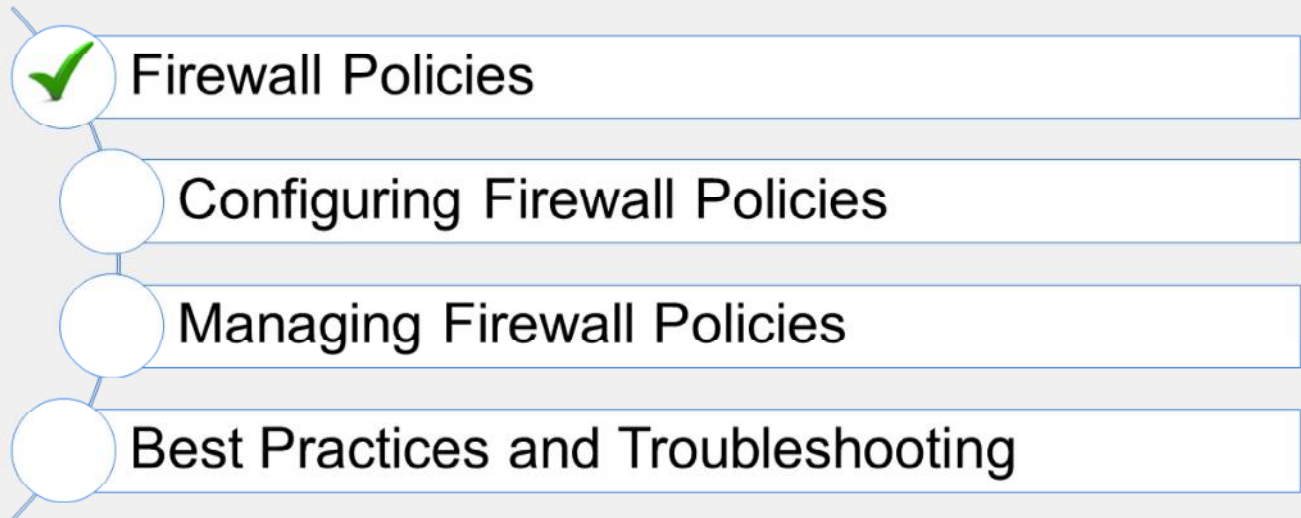 Firewall Policies
Configuring Firewall Policies
Managing Firewall Policies
Best Practices and Troubleshooting